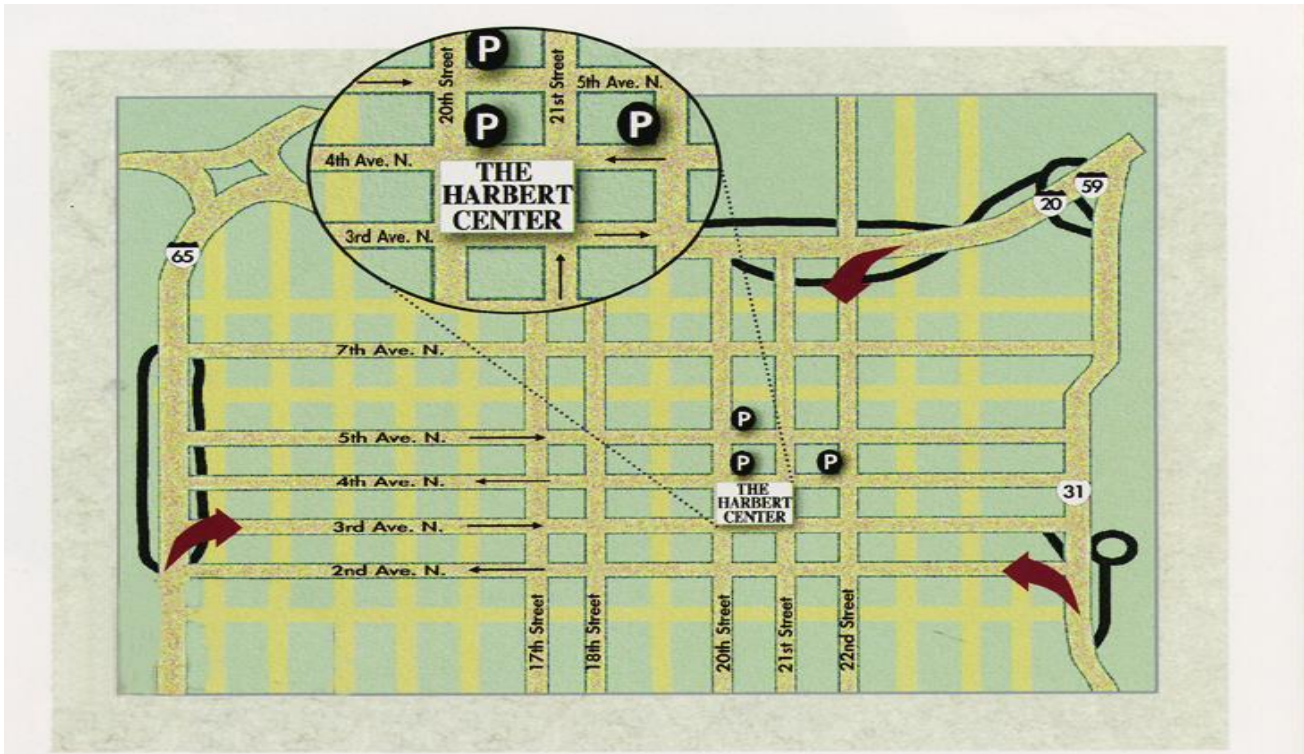 P
20th Street
21st Street
5th Ave. N.
P
P
4th Ave. N.
THE
HARBERT
CENTER
3rd Ave. N.
59
20
65
7th Ave. N.
P
5th Ave. N.
P
P
4th Ave. N.
THE
HARBERT
CENTER
31
3rd Ave. N.
2nd Ave. N.
17th Street
18th Street
20th Street
21st Street
22nd Street